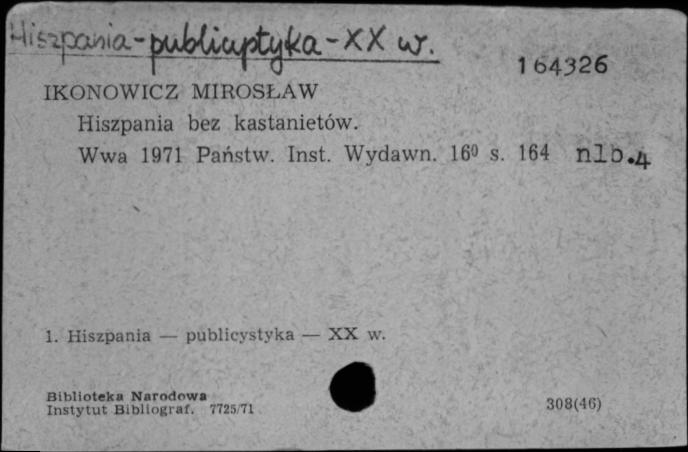 Hiszpania - publicystyka - XX w.
164326
IKONOWICZ MIROSŁAW
Hiszpania bez kastanietów.
Wwa 1971 Państw. Inst. Wydawn. 16⁰ s. 164 nlb.4
1. Hiszpania — publicystyka — XX w.
Biblioteka Narodowa
Instytut Bibliograf. 7725/71
308(46)